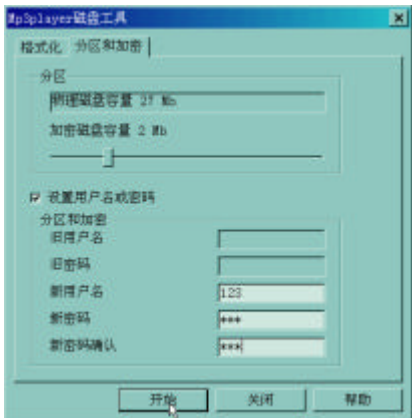 Mp3player磁盘工具
格式化 分区和加密
分区
物理磁盘容量 27 Mb
加密磁盘容量 2 Mb
设置用户名或密码
分区和加密
旧用户名
旧密码
新用户名 123
新密码 ***
新密码确认 ***
开始 关闭 帮助